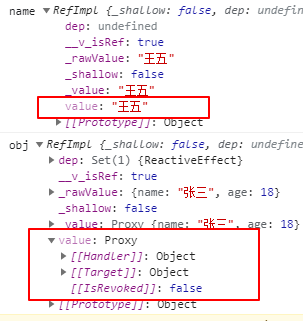 name ▼RefImpl {_shallow: false, dep: undefined
dep: undefined
__v_isRef: true
_rawValue: "王五"
_shallow: false
_value: "王五"
value: "王五"
▶[[Prototype]]: Object
obj ▼RefImpl {_shallow: false, dep: undefine
▶dep: Set(1) {ReactiveEffect}
__v_isRef: true
▶_rawValue: {name: "张三", age: 18}
_shallow: false
▶_value: Proxy {name: "张三", age: 18}
▼value: Proxy
▶[[Handler]]: Object
▶[[Target]]: Object
[[IsRevoked]]: false
▶[[Prototype]]: Object